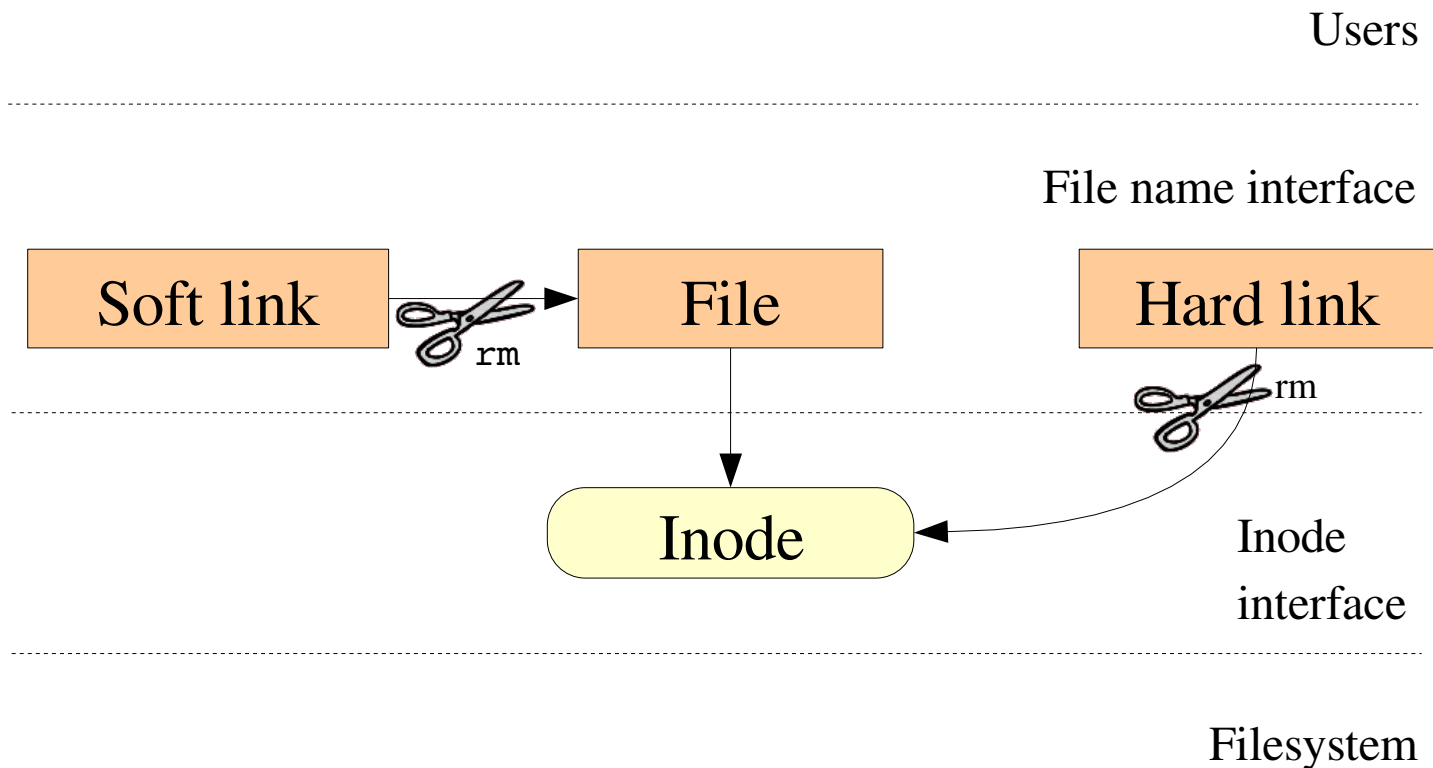 Users
File name interface
Soft link
File
Hard link
rm
rm
Inode
Inode
interface
Filesystem